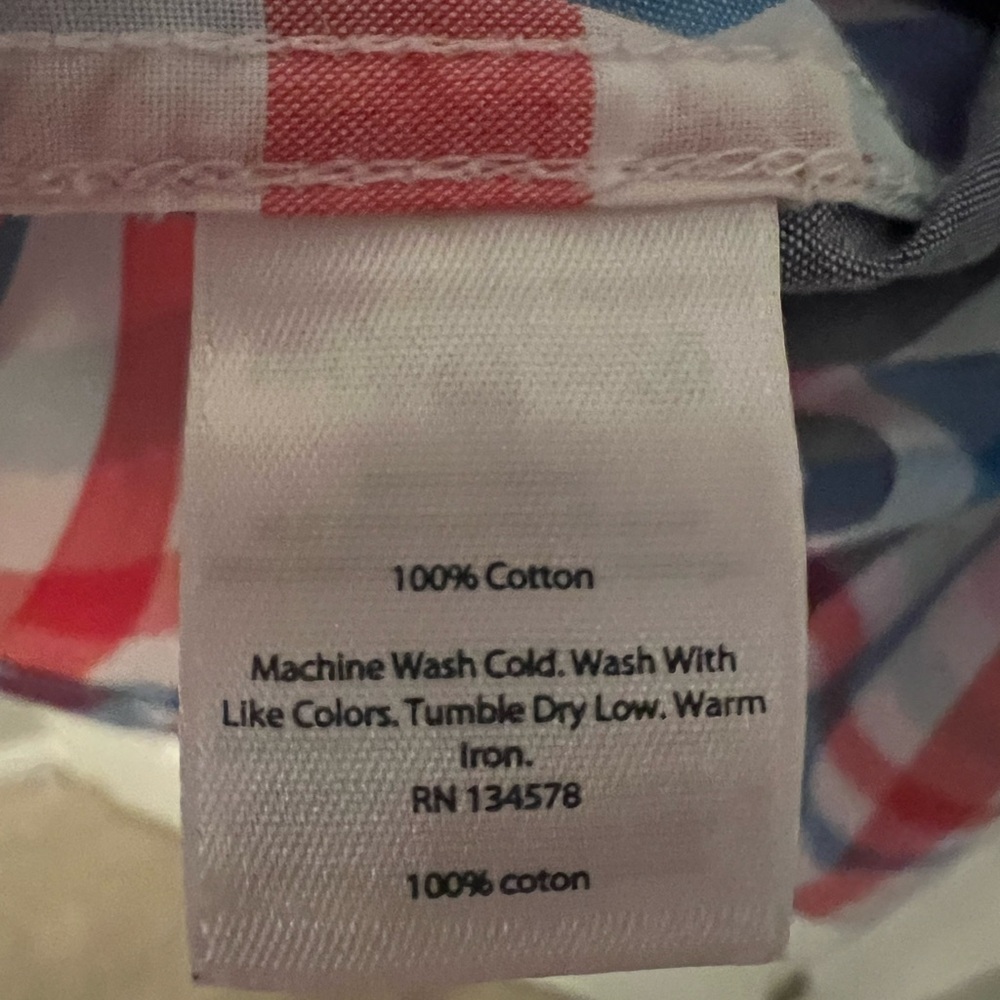 100% Cotton
Machine Wash Cold. Wash With
Like Colors. Tumble Dry Low. Warm
Iron.
RN 134578
100% coton